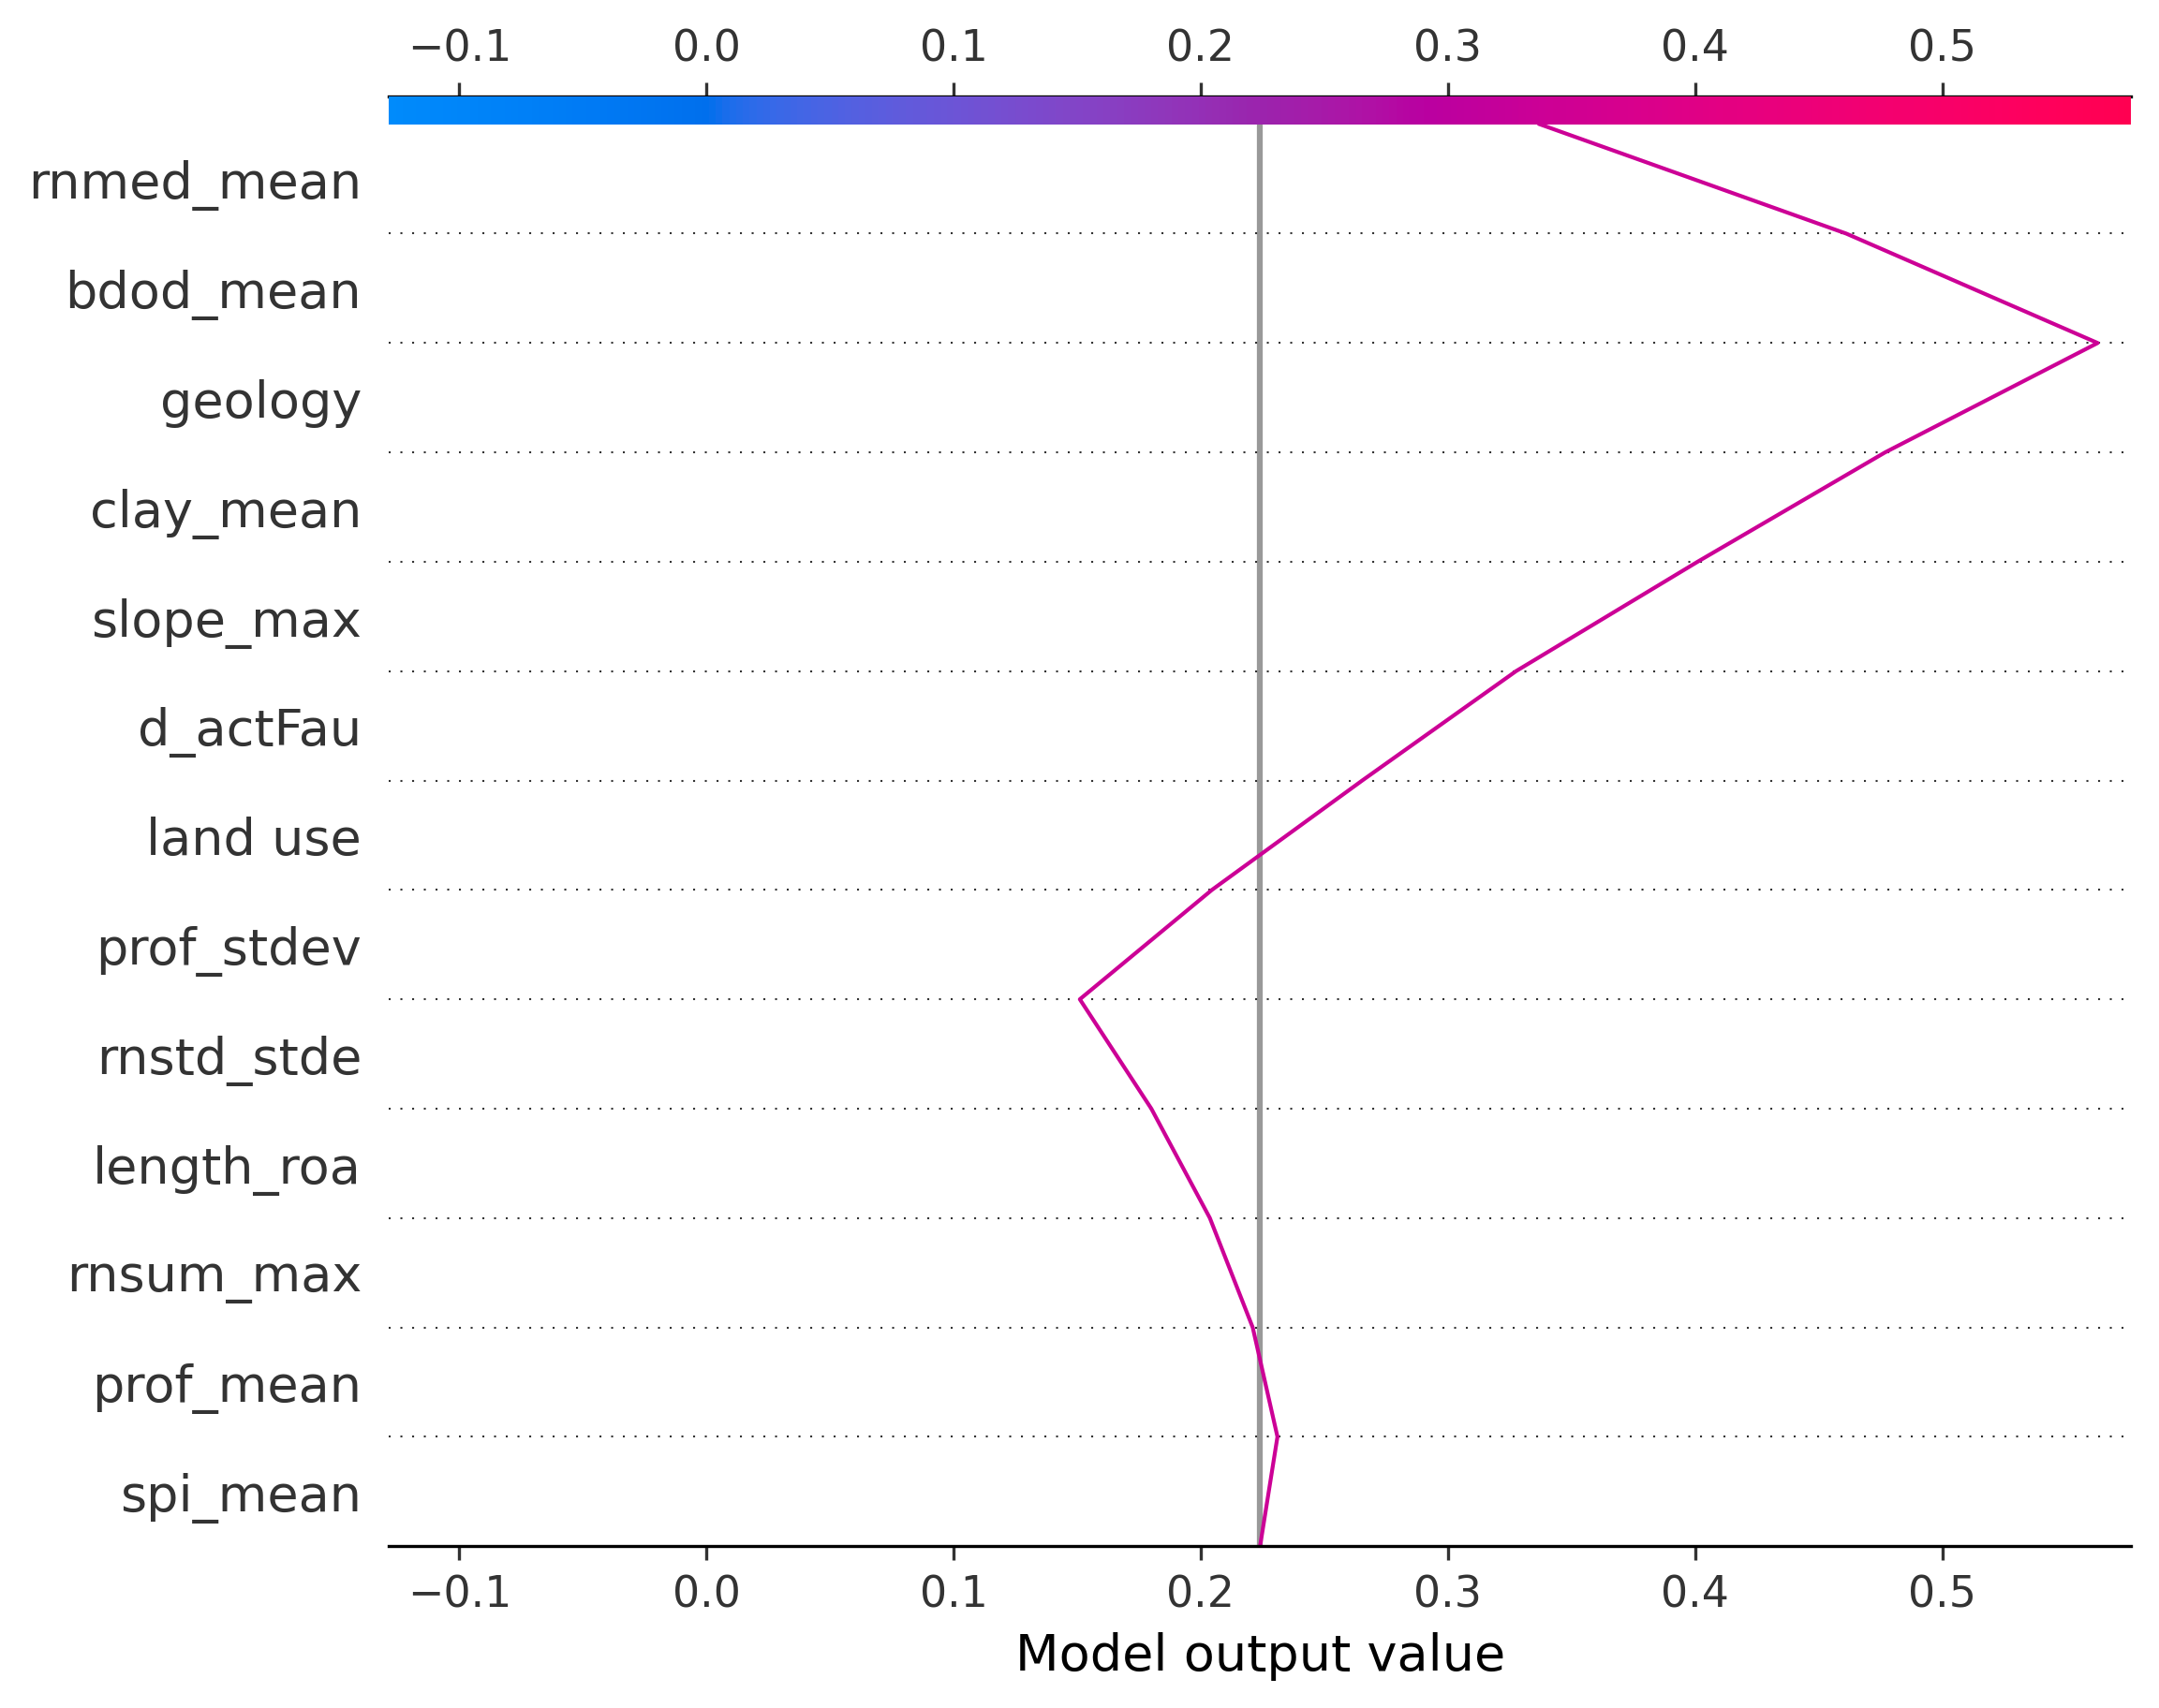 −0.1 0.0 0.1 0.2 0.3 0.4 0.5
rnmed_mean
bdod_mean
geology
clay_mean
slope_max
d_actFau
land use
prof_stdev
rnstd_stde
length_roa
rnsum_max
prof_mean
spi_mean
−0.1 0.0 0.1 0.2 0.3 0.4 0.5
Model output value